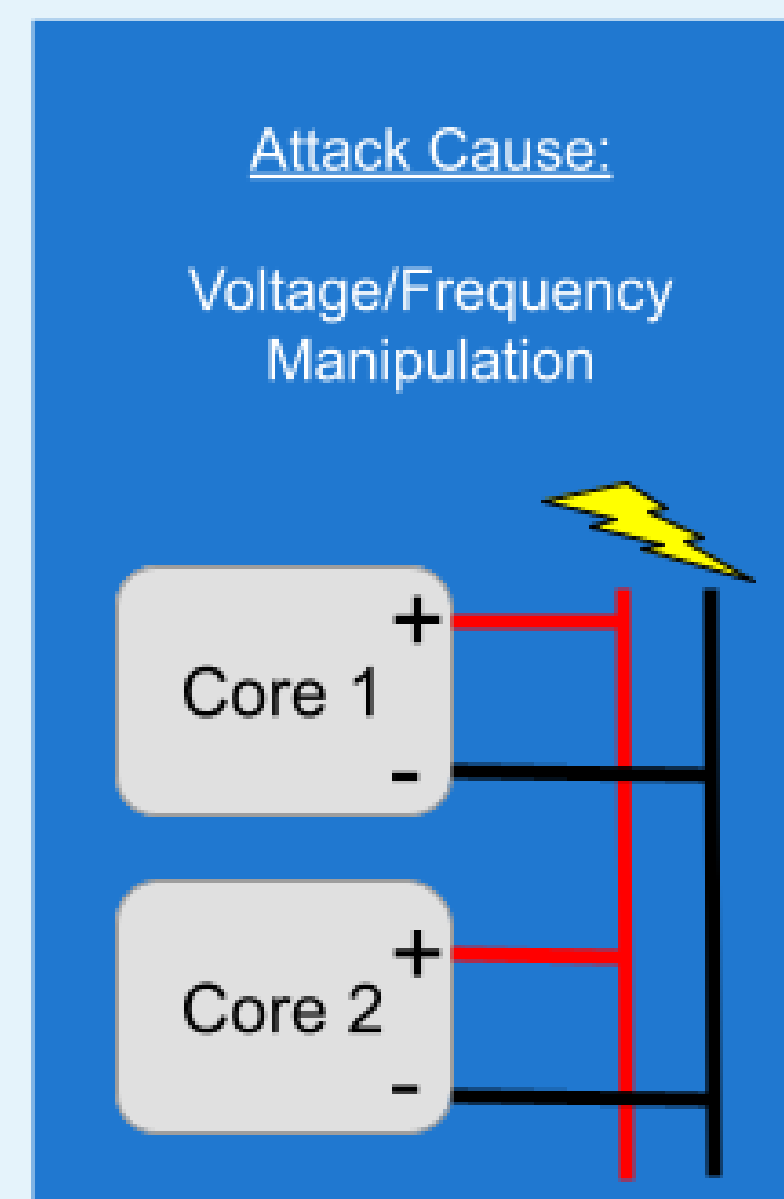 Attack Cause:
Voltage/Frequency
Manipulation
+
Core 1
-
+
Core 2
-